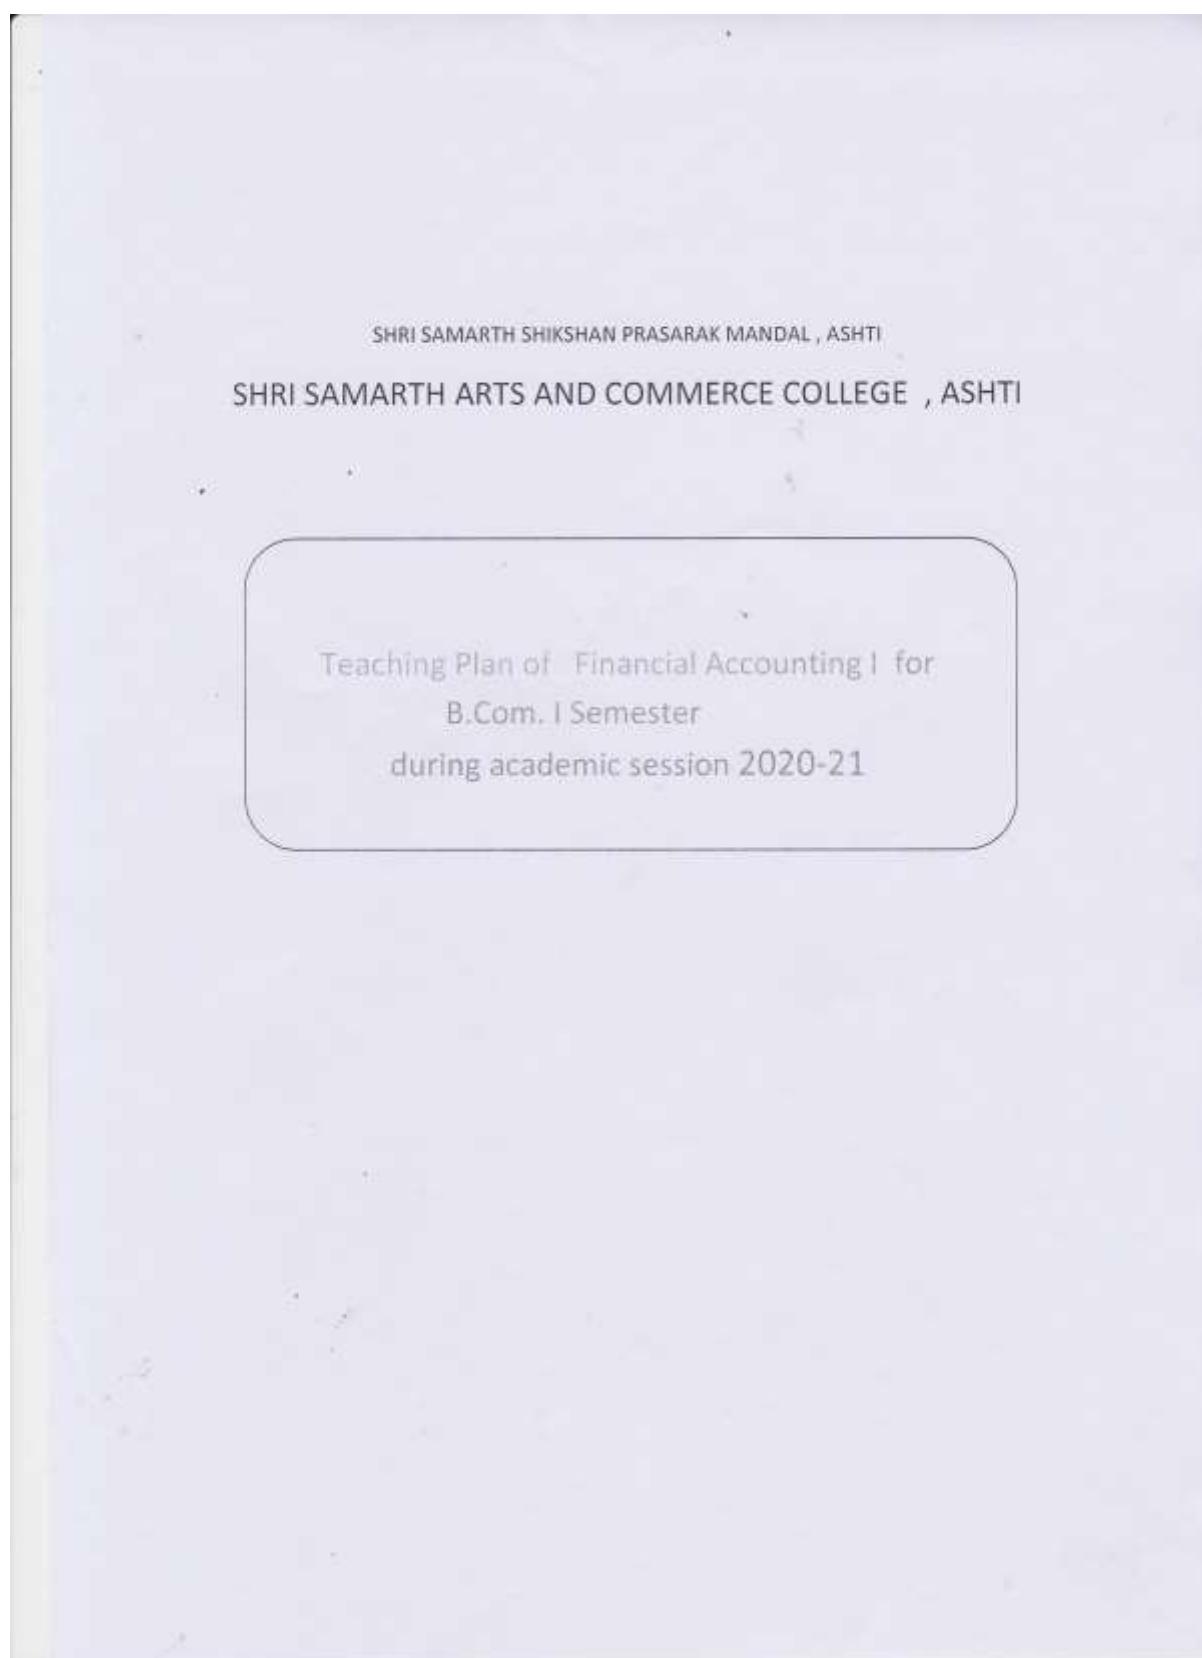 SHRI SAMARTH SHIKSHAN PRASARAK MANDAL , ASHTI
SHRI SAMARTH ARTS AND COMMERCE COLLEGE , ASHTI
Teaching Plan of Financial Accounting I for
B.Com. I Semester
during academic session 2020-21